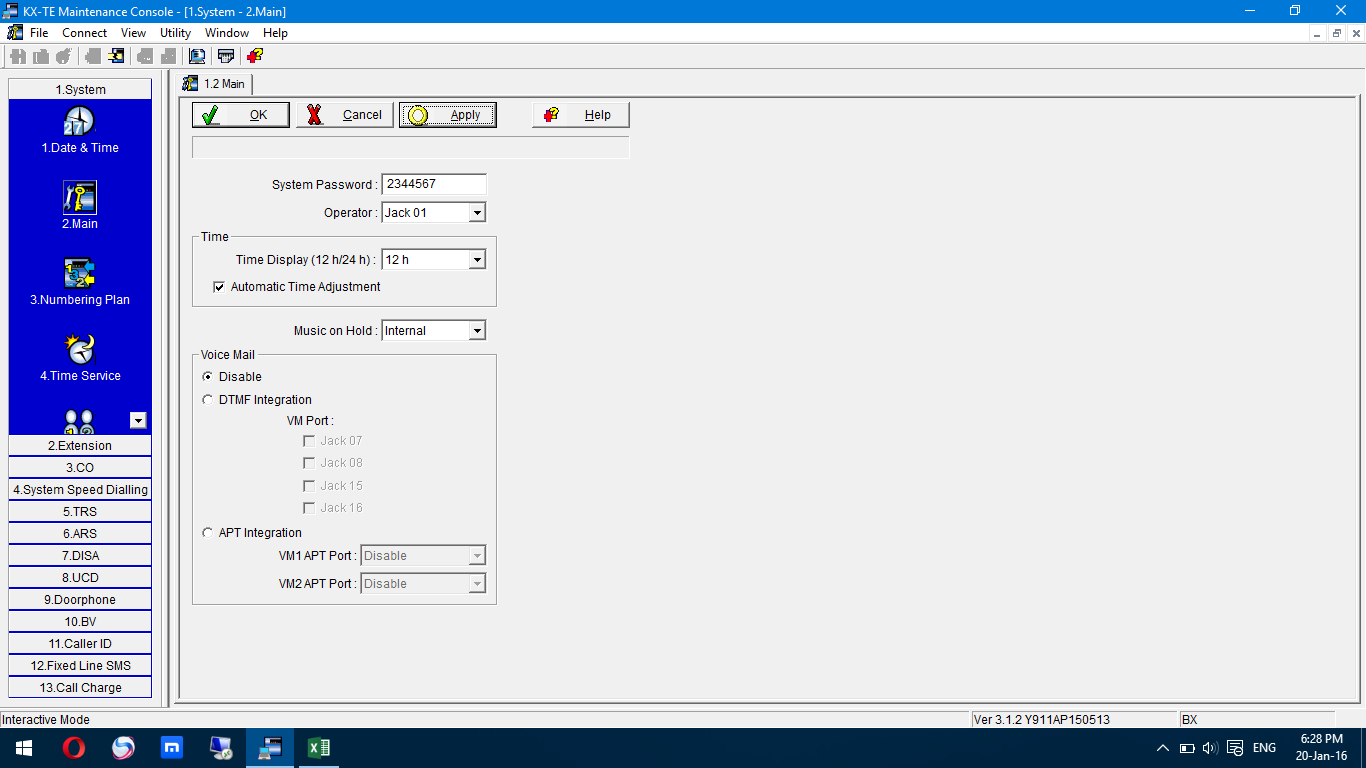 KX-TE Maintenance Console - [1.System - 2.Main]
File Connect View Utility Window Help
1.System
1.Date & Time
2.Main
3.Numbering Plan
4.Time Service
2.Extension
3.CO
4.System Speed Dialling
5.TRS
6.ARS
7.DISA
8.UCD
9.Doorphone
10.BV
11.Caller ID
12.Fixed Line SMS
13.Call Charge
1.2 Main
OK Cancel Apply Help
System Password : 2344567
Operator : Jack 01
Time
Time Display (12 h/24 h) : 12 h
Automatic Time Adjustment
Music on Hold : Internal
Voice Mail
Disable
DTMF Integration
VM Port :
Jack 07
Jack 08
Jack 15
Jack 16
APT Integration
VM1 APT Port : Disable
VM2 APT Port : Disable
Interactive Mode Ver 3.1.2 Y911AP150513 BX
ENG 6:28 PM
20-Jan-16